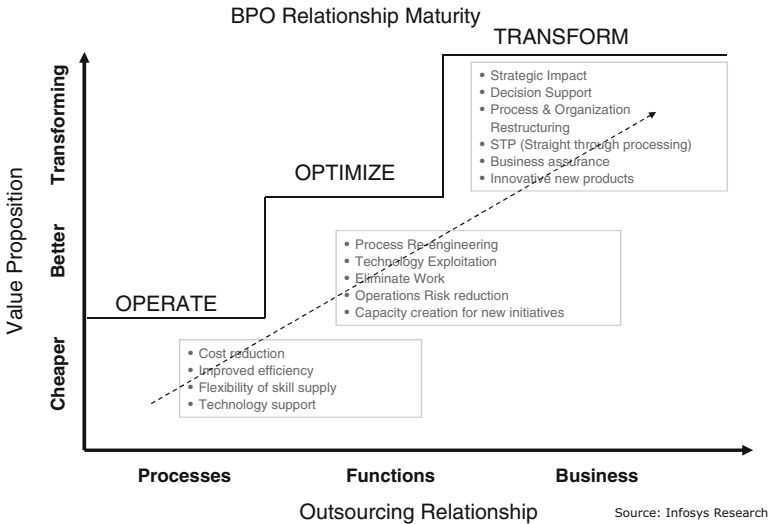 BPO Relationship Maturity
TRANSFORM
• Strategic Impact
• Decision Support
• Process & Organization
Restructuring
• STP (Straight through processing)
• Business assurance
• Innovative new products
OPTIMIZE
• Process Re-engineering
• Technology Exploitation
• Eliminate Work
• Operations Risk reduction
• Capacity creation for new initiatives
OPERATE
• Cost reduction
• Improved efficiency
• Flexibility of skill supply
• Technology support
Value Proposition
Transforming
Better
Cheaper
Processes
Functions
Business
Outsourcing Relationship
Source: Infosys Research